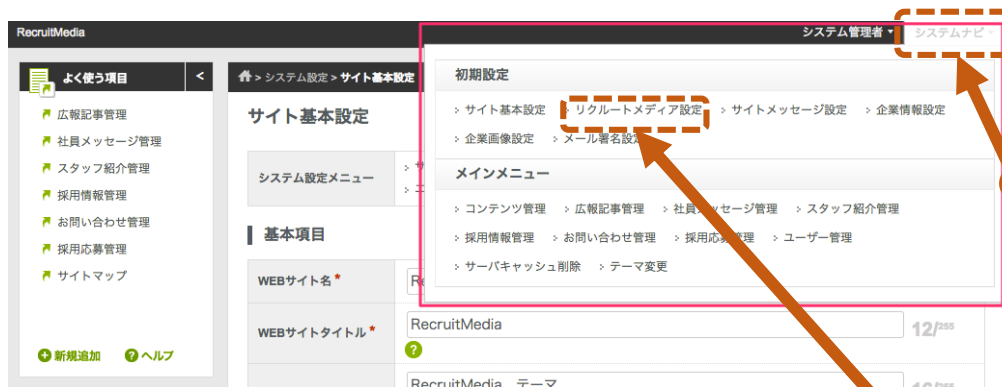 RecruitMedia
システム管理者 ▾
システムナビ ▾
よく使う項目 <
広報記事管理
社員メッセージ管理
スタッフ紹介管理
採用情報管理
お問い合わせ管理
採用応募管理
サイトマップ
新規追加 ヘルプ
> システム設定 > サイト基本設定
サイト基本設定
システム設定メニュー
基本項目
WEBサイト名 *
WEBサイトタイトル *
RecruitMedia
12/255
RecruitMedia テーマ
16/255
初期設定
> サイト基本設定 > リクルートメディア設定 > サイトメッセージ設定 > 企業情報設定
> 企業画像設定 > メール署名設定
メインメニュー
> コンテンツ管理 > 広報記事管理 > 社員メッセージ管理 > スタッフ紹介管理
> 採用情報管理 > お問い合わせ管理 > 採用応募管理 > ユーザー管理
> サーバキャッシュ削除 > テーマ変更